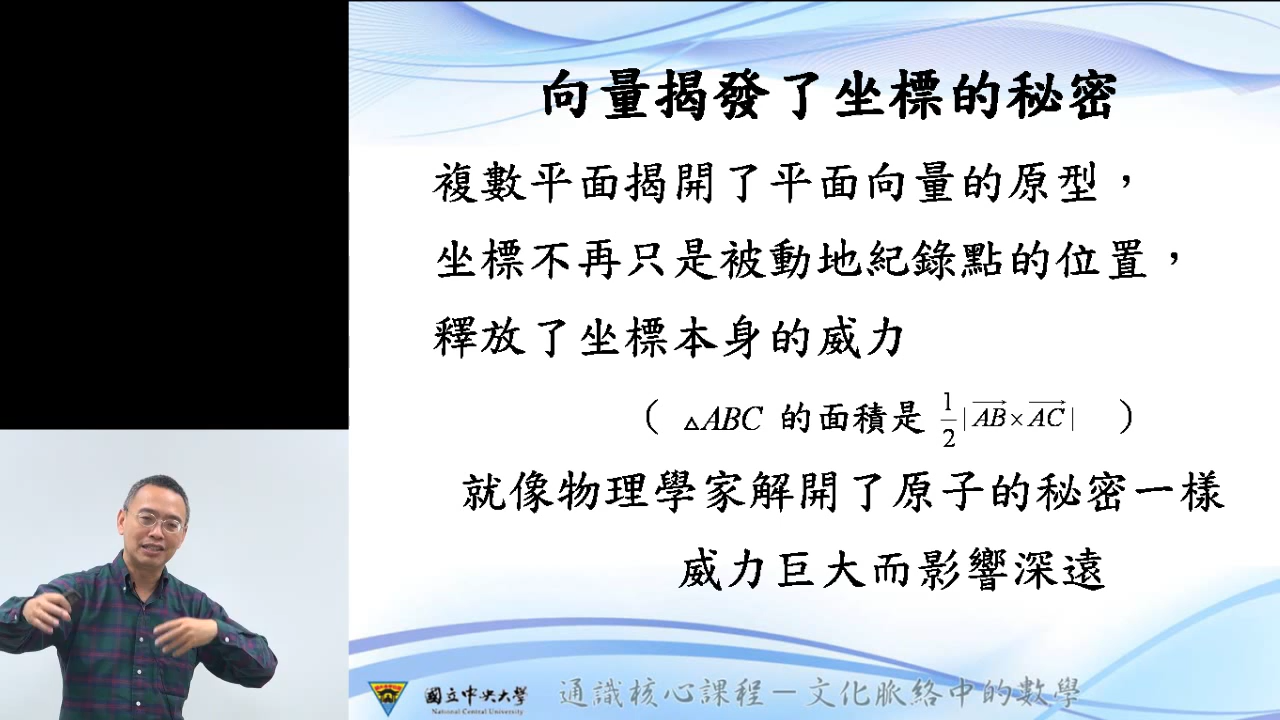 向量揭發了坐標的秘密
複數平面揭開了平面向量的原型，
坐標不再只是被動地紀錄點的位置，
釋放了坐標本身的威力
（ △ABC 的面積是 1/2 | AB × AC | ）
就像物理學家解開了原子的秘密一樣
威力巨大而影響深遠
國立中央大學
National Central University
通識核心課程－文化脈絡中的數學